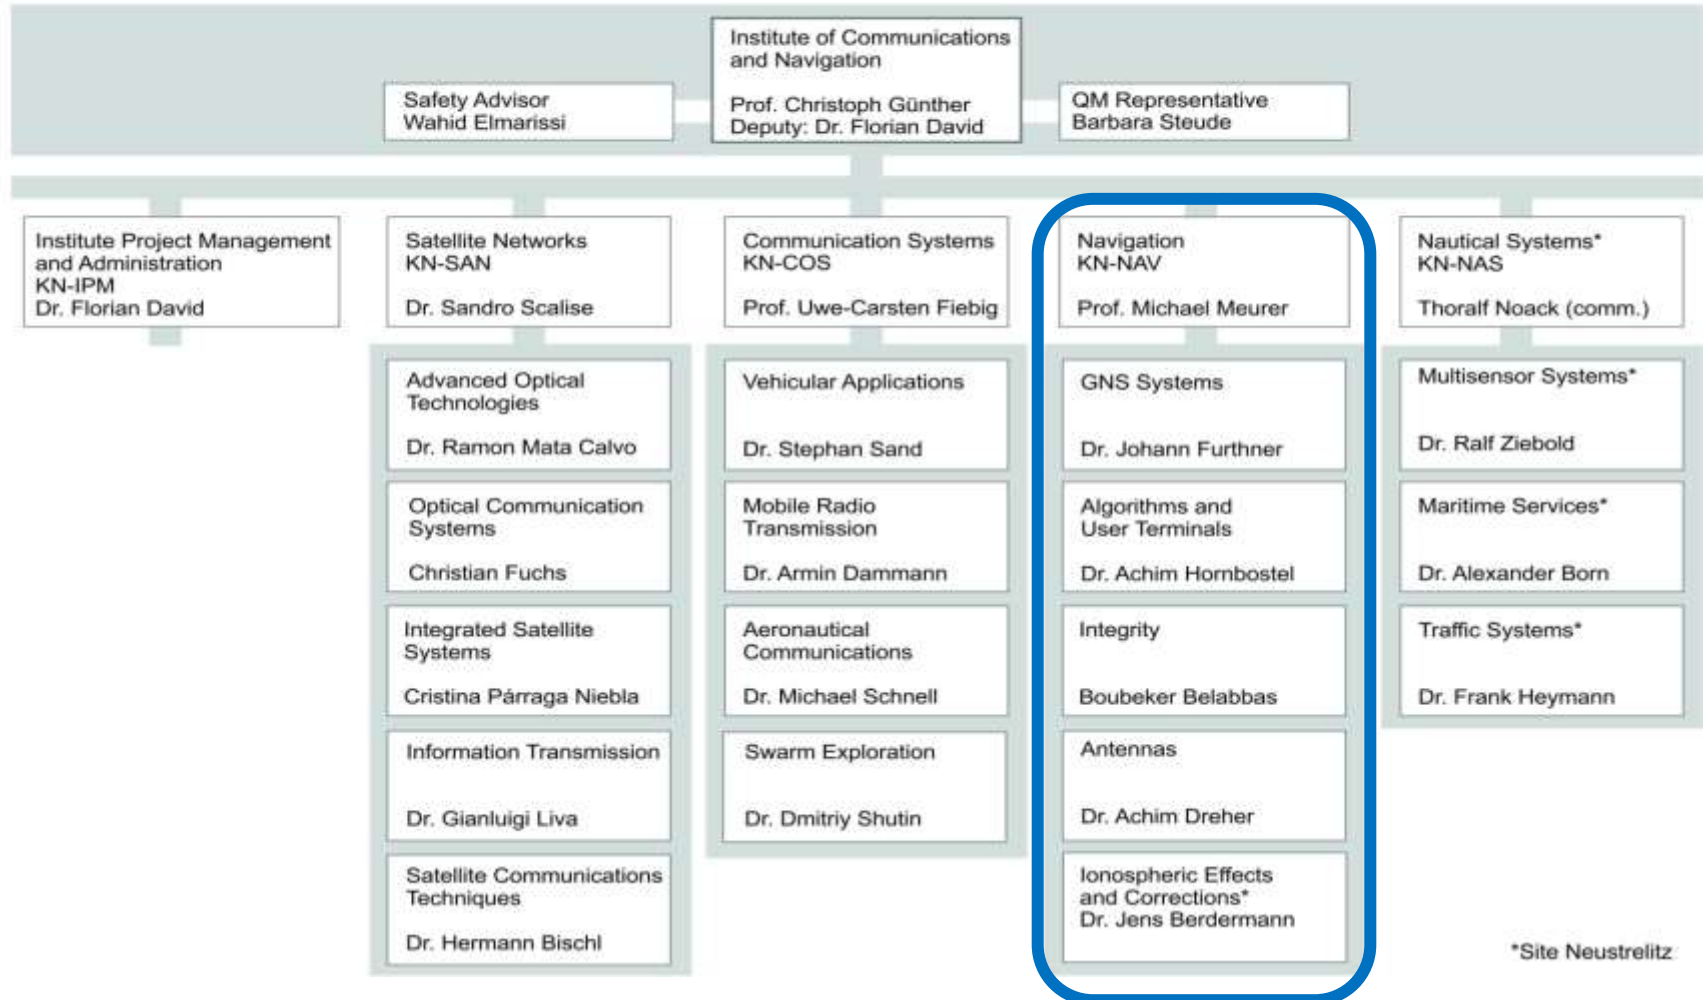 Institute of Communications
and Navigation
Prof. Christoph Günther
Deputy: Dr. Florian David
Safety Advisor
Wahid Elmarissi
QM Representative
Barbara Steude
Institute Project Management
and Administration
KN-IPM
Dr. Florian David
Satellite Networks
KN-SAN
Dr. Sandro Scalise
Advanced Optical
Technologies
Dr. Ramon Mata Calvo
Optical Communication
Systems
Christian Fuchs
Integrated Satellite
Systems
Cristina Párraga Niebla
Information Transmission
Dr. Gianluigi Liva
Satellite Communications
Techniques
Dr. Hermann Bischl
Communication Systems
KN-COS
Prof. Uwe-Carsten Fiebig
Vehicular Applications
Dr. Stephan Sand
Mobile Radio
Transmission
Dr. Armin Dammann
Aeronautical
Communications
Dr. Michael Schnell
Swarm Exploration
Dr. Dmitriy Shutin
Navigation
KN-NAV
Prof. Michael Meurer
GNS Systems
Dr. Johann Furthner
Algorithms and
User Terminals
Dr. Achim Hornbostel
Integrity
Boubeker Belabbas
Antennas
Dr. Achim Dreher
Ionospheric Effects
and Corrections*
Dr. Jens Berdermann
Nautical Systems*
KN-NAS
Thoralf Noack (comm.)
Multisensor Systems*
Dr. Ralf Ziebold
Maritime Services*
Dr. Alexander Born
Traffic Systems*
Dr. Frank Heymann
*Site Neustrelitz